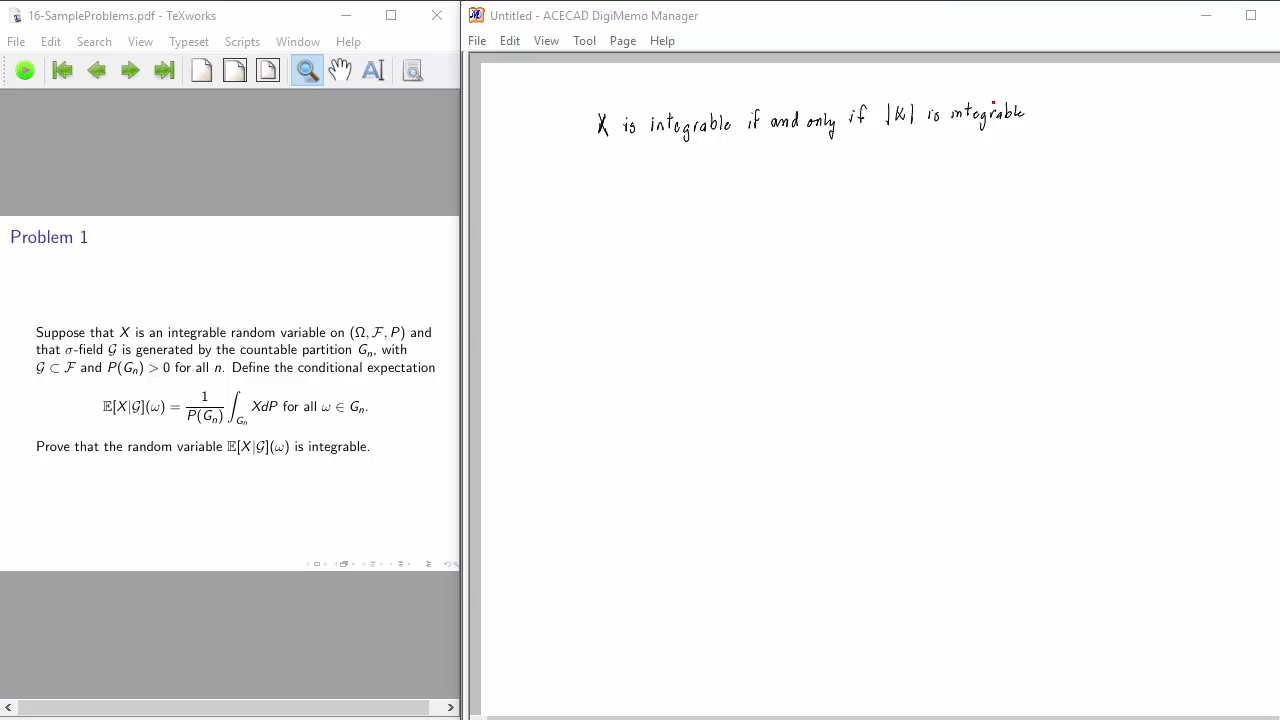 16-SampleProblems.pdf - TeXworks
File Edit Search View Typeset Scripts Window Help
Untitled - ACECAD DigiMemo Manager
File Edit View Tool Page Help
X is integrable if and only if |X| is integrable
Problem 1
Suppose that X is an integrable random variable on (Ω, ℱ, P) and
that σ-field 𝒢 is generated by the countable partition Gₙ, with
𝒢 ⊂ ℱ and P(Gₙ) > 0 for all n. Define the conditional expectation
𝔼[X|𝒢](ω) = 1/P(Gₙ) ∫_{Gₙ} XdP for all ω ∈ Gₙ.
Prove that the random variable 𝔼[X|𝒢](ω) is integrable.